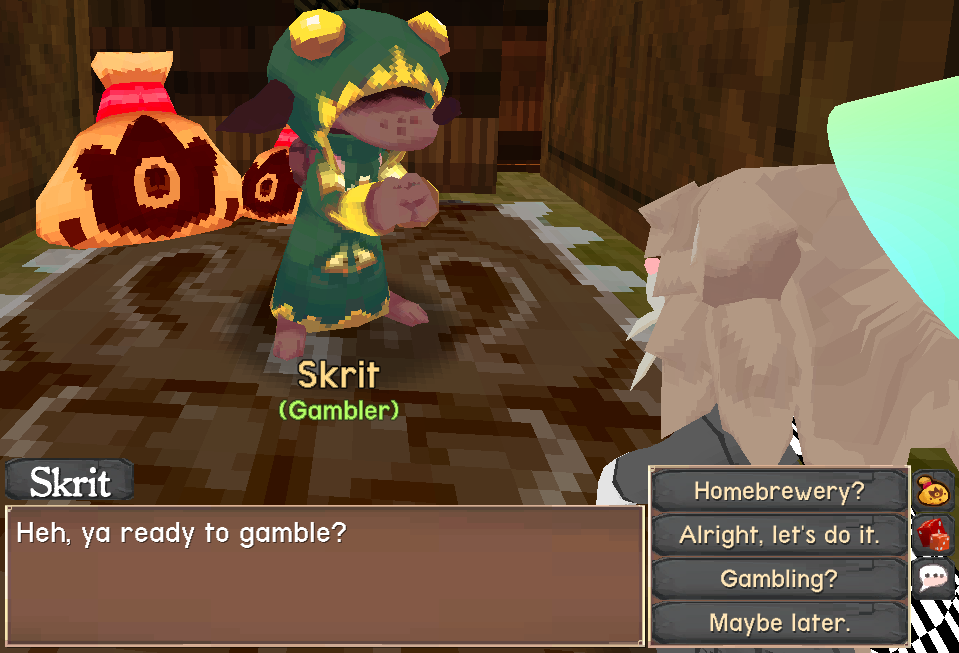 Skrit
(Gambler)
Skrit
Heh, ya ready to gamble?
Homebrewery?
Alright, let's do it.
Gambling?
Maybe later.